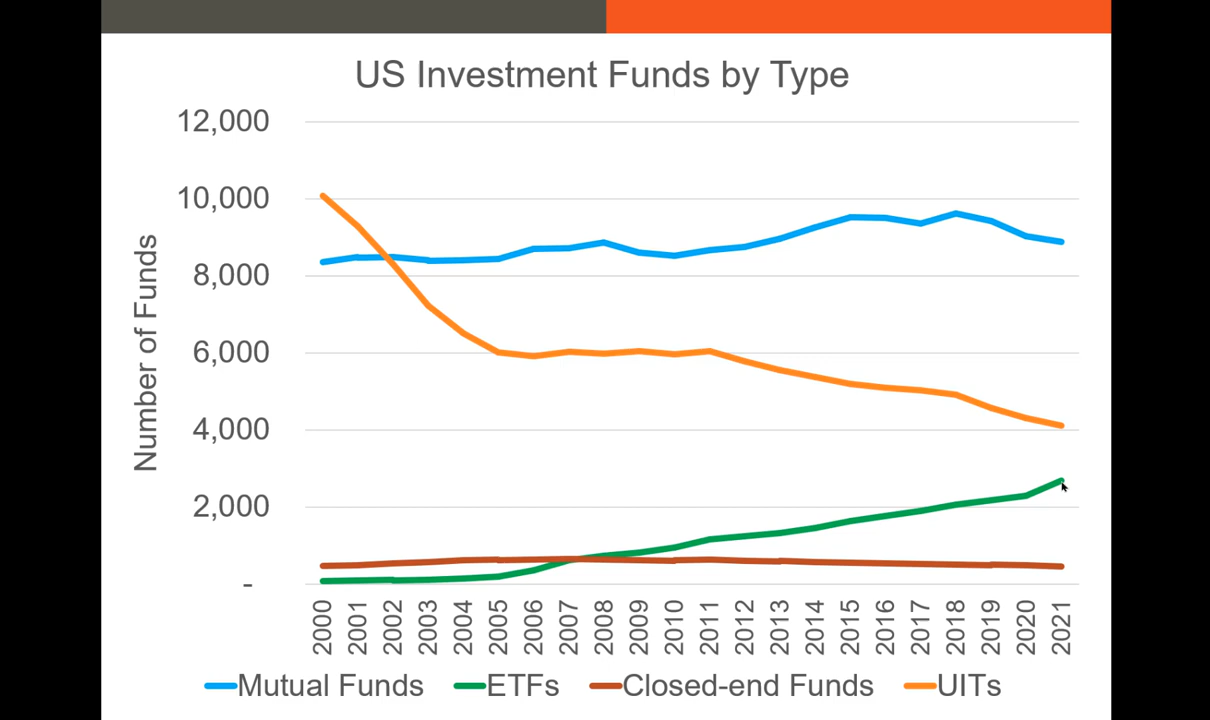 US Investment Funds by Type
12,000
10,000
8,000
6,000
4,000
2,000
-
Number of Funds
2000 2001 2002 2003 2004 2005 2006 2007 2008 2009 2010 2011 2012 2013 2014 2015 2016 2017 2018 2019 2020 2021
Mutual Funds ETFs Closed-end Funds UITs